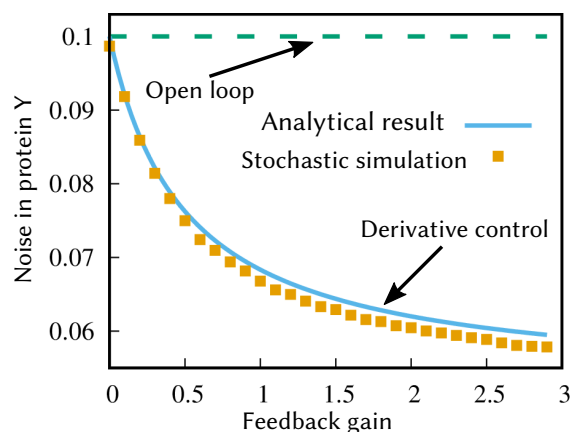 0.1
Open loop
0.09
Analytical result
Stochastic simulation
0.08
Noise in protein Y
Derivative control
0.07
0.06
0 0.5 1 1.5 2 2.5 3
Feedback gain